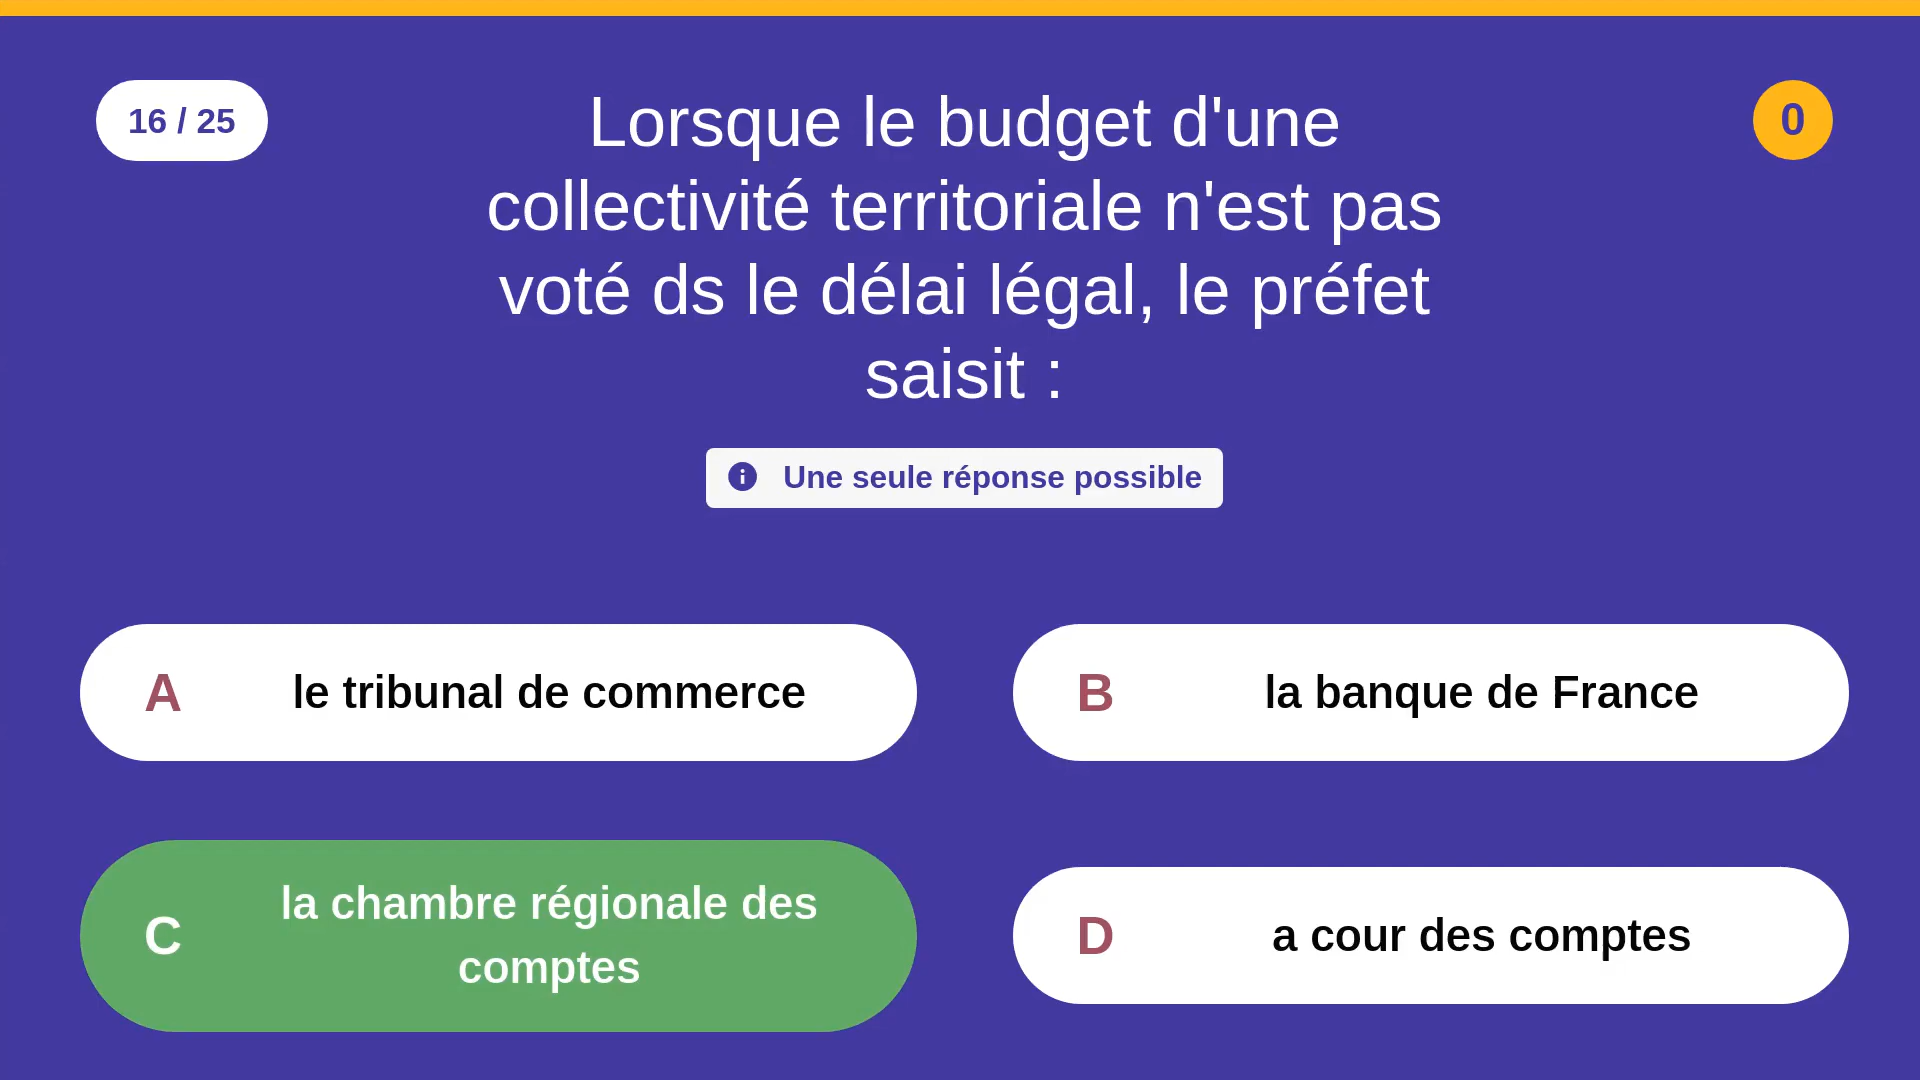 16 / 25
Lorsque le budget d'une
collectivité territoriale n'est pas
voté ds le délai légal, le préfet
saisit :
0
Une seule réponse possible
A le tribunal de commerce
B la banque de France
C la chambre régionale des
comptes
D a cour des comptes